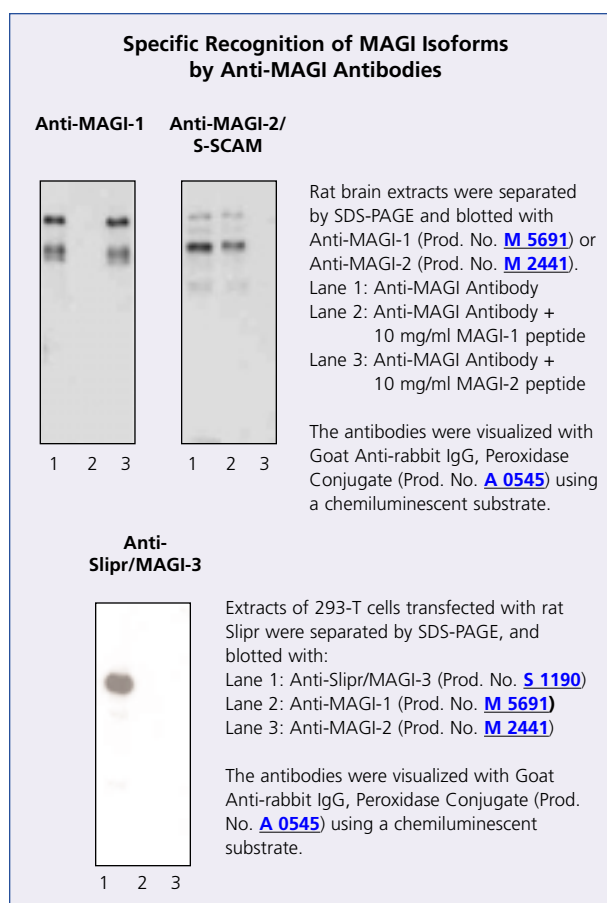 Specific Recognition of MAGI Isoforms
by Anti-MAGI Antibodies
Anti-MAGI-1
Anti-MAGI-2/
S-SCAM
1 2 3
1 2 3
Rat brain extracts were separated
by SDS-PAGE and blotted with
Anti-MAGI-1 (Prod. No. M 5691) or
Anti-MAGI-2 (Prod. No. M 2441).
Lane 1: Anti-MAGI Antibody
Lane 2: Anti-MAGI Antibody +
10 mg/ml MAGI-1 peptide
Lane 3: Anti-MAGI Antibody +
10 mg/ml MAGI-2 peptide
The antibodies were visualized with
Goat Anti-rabbit IgG, Peroxidase
Conjugate (Prod. No. A 0545) using
a chemiluminescent substrate.
Anti-
Slipr/MAGI-3
1 2 3
Extracts of 293-T cells transfected with rat
Slipr were separated by SDS-PAGE, and
blotted with:
Lane 1: Anti-Slipr/MAGI-3 (Prod. No. S 1190)
Lane 2: Anti-MAGI-1 (Prod. No. M 5691)
Lane 3: Anti-MAGI-2 (Prod. No. M 2441)
The antibodies were visualized with Goat
Anti-rabbit IgG, Peroxidase Conjugate (Prod.
No. A 0545) using a chemiluminescent
substrate.